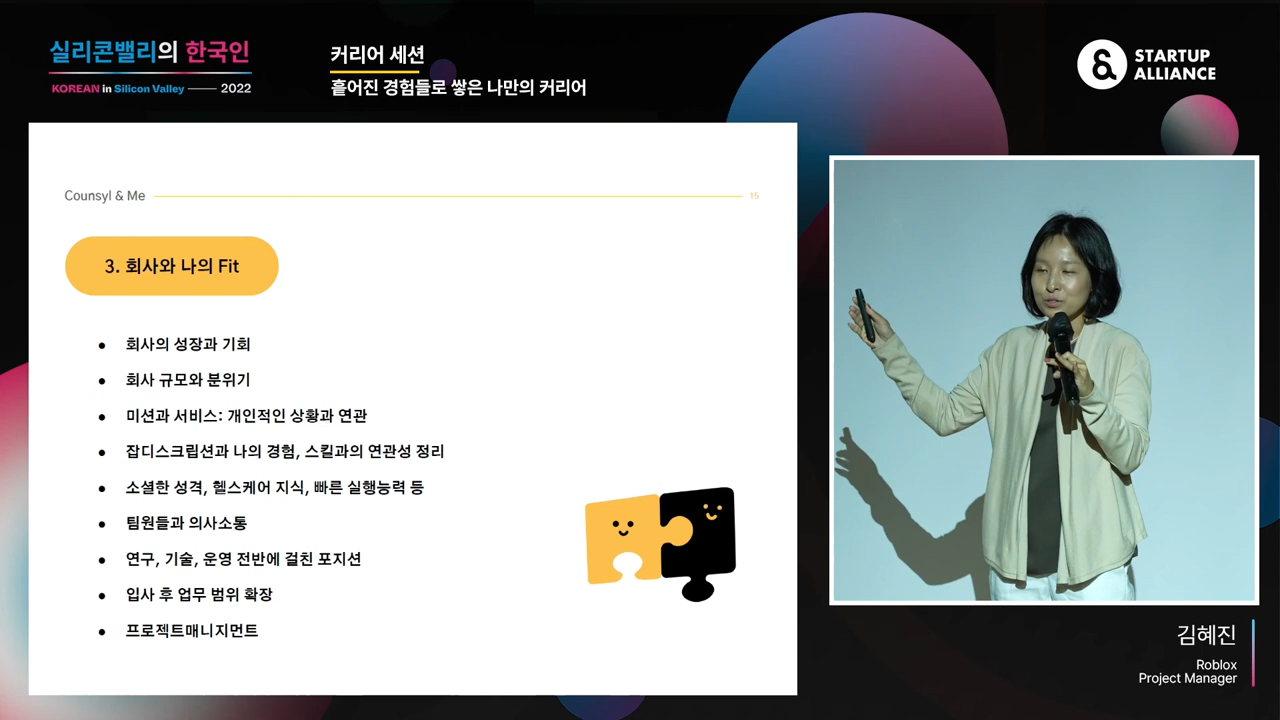 실리콘밸리의 한국인
KOREAN in Silicon Valley 2022
커리어 세션
흩어진 경험들로 쌓은 나만의 커리어
STARTUP
ALLIANCE
Counsyl & Me
15
3. 회사와 나의 Fit
• 회사의 성장과 기회
• 회사 규모와 분위기
• 미션과 서비스: 개인적인 상황과 연관
• 잡디스크립션과 나의 경험, 스킬과의 연관성 정리
• 소셜한 성격, 헬스케어 지식, 빠른 실행능력 등
• 팀원들과 의사소통
• 연구, 기술, 운영 전반에 걸친 포지션
• 입사 후 업무 범위 확장
• 프로젝트매니지먼트
김혜진
Roblox
Project Manager